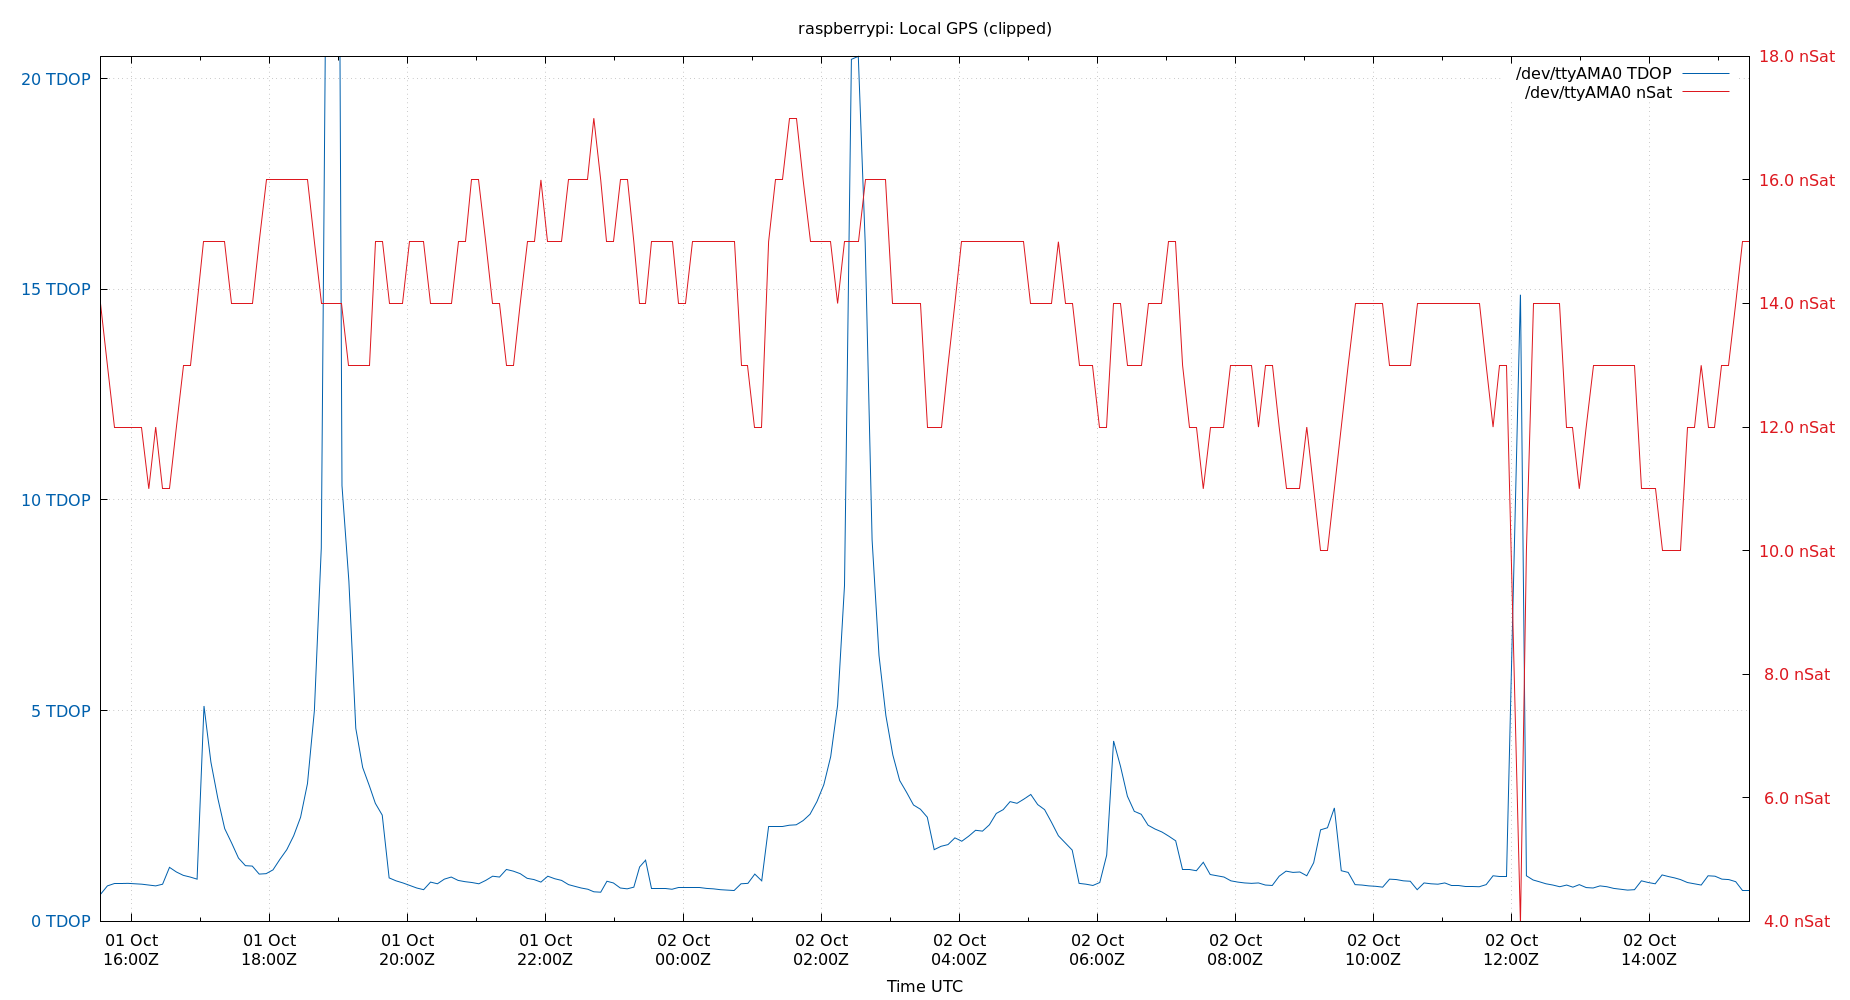 raspberrypi: Local GPS (clipped)
20 TDOP
15 TDOP
10 TDOP
5 TDOP
0 TDOP
18.0 nSat
16.0 nSat
14.0 nSat
12.0 nSat
10.0 nSat
8.0 nSat
6.0 nSat
4.0 nSat
/dev/ttyAMA0 TDOP
/dev/ttyAMA0 nSat
01 Oct
16:00Z
01 Oct
18:00Z
01 Oct
20:00Z
01 Oct
22:00Z
02 Oct
00:00Z
02 Oct
02:00Z
02 Oct
04:00Z
02 Oct
06:00Z
02 Oct
08:00Z
02 Oct
10:00Z
02 Oct
12:00Z
02 Oct
14:00Z
Time UTC